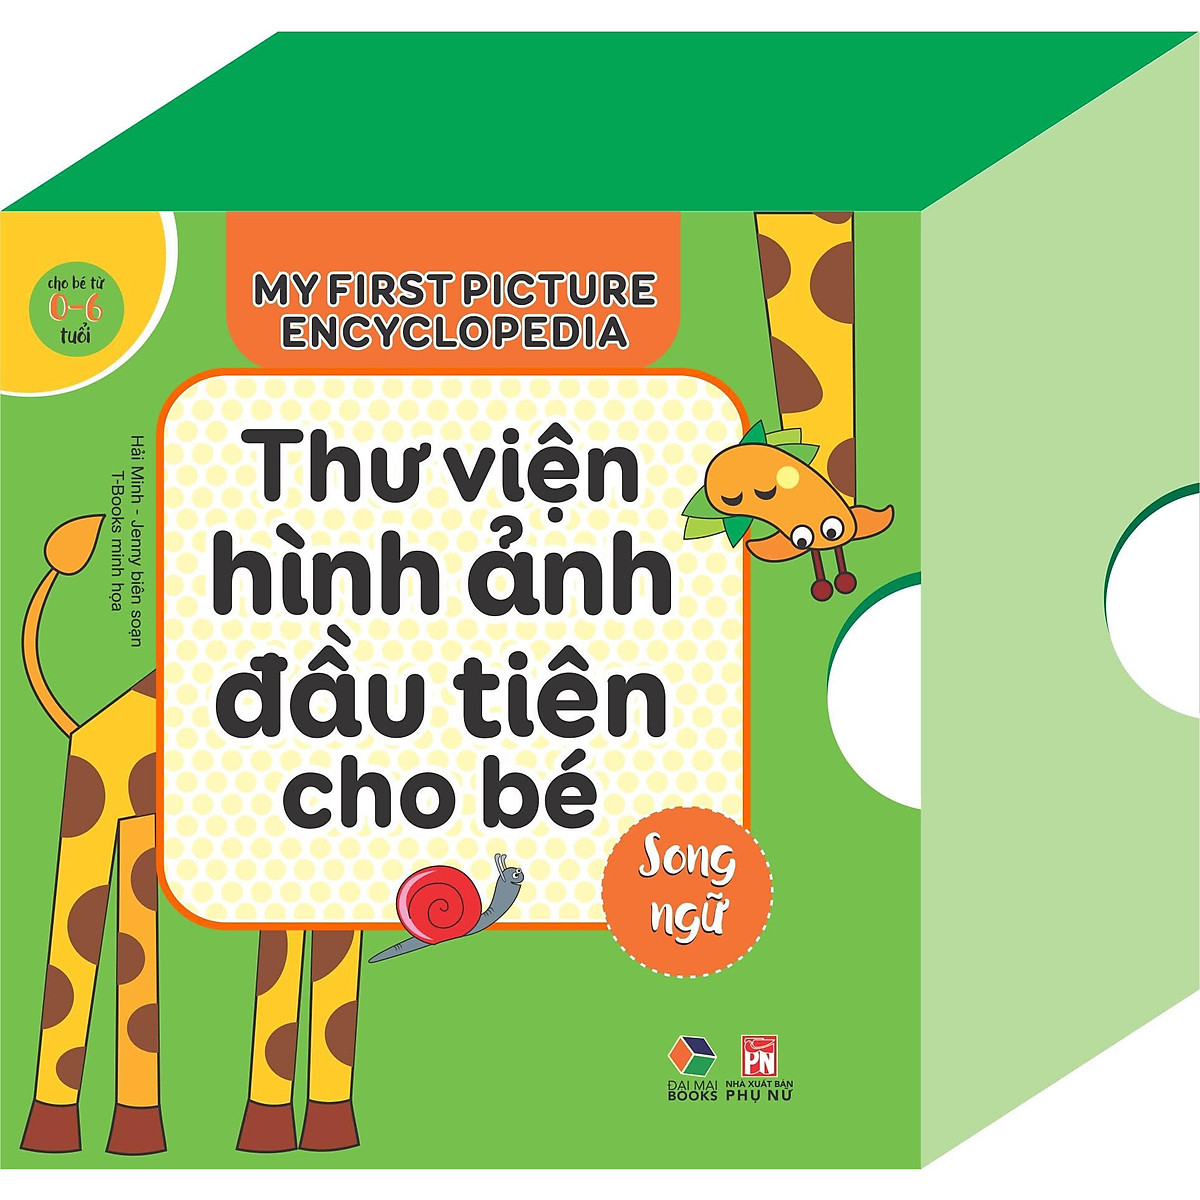 cho bé từ
0-6
tuổi
MY FIRST PICTURE
ENCYCLOPEDIA
Hải Minh - Jenny biên soạn
T-Books minh họa
Thư viện
hình ảnh
đầu tiên
cho bé
Song
ngữ
ĐẠI MAI
BOOKS
PN
NHÀ XUẤT BẢN
PHỤ NỮ